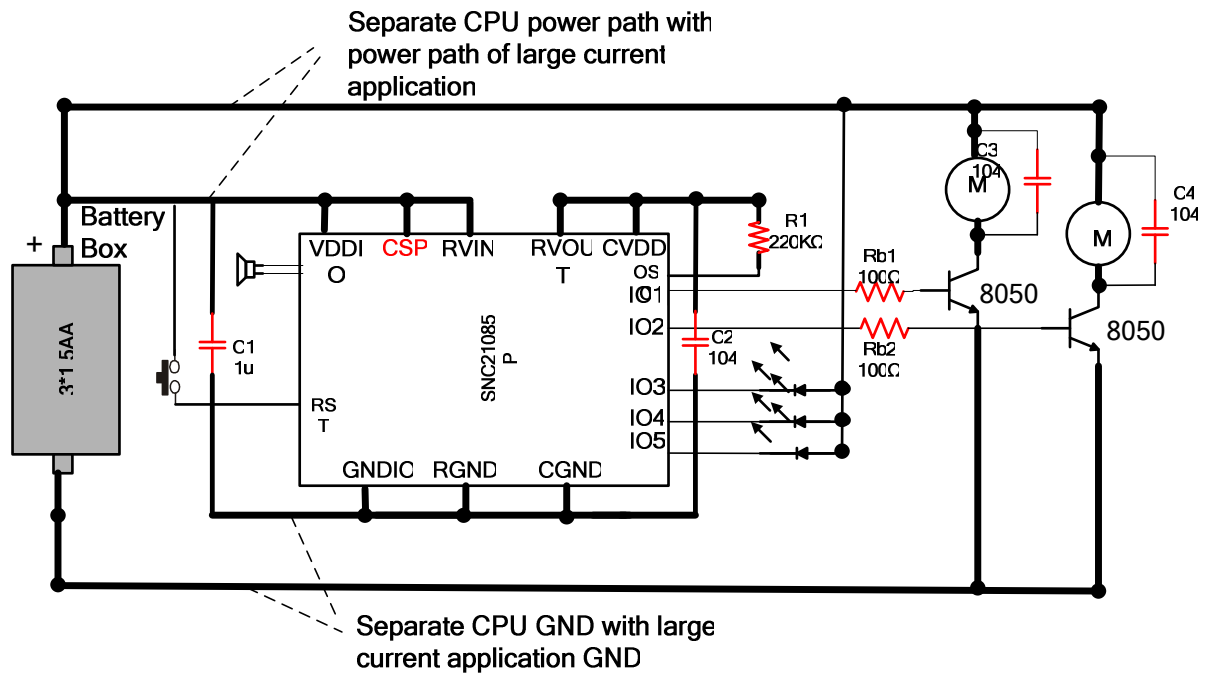 Separate CPU power path with
power path of large current
application
Battery
Box
+
3*1 5AA
C1
1u
VDDI
O
CSP
RVIN
RVOU
T
CVDD
OS
C
IO1
IO2
IO3
IO4
IO5
SNC21085
P
RS
T
GNDIO
RGND
CGND
R1
220KΩ
C2
104
Rb1
100Ω
Rb2
100Ω
C3
104
M
8050
C4
104
M
8050
Separate CPU GND with large
current application GND